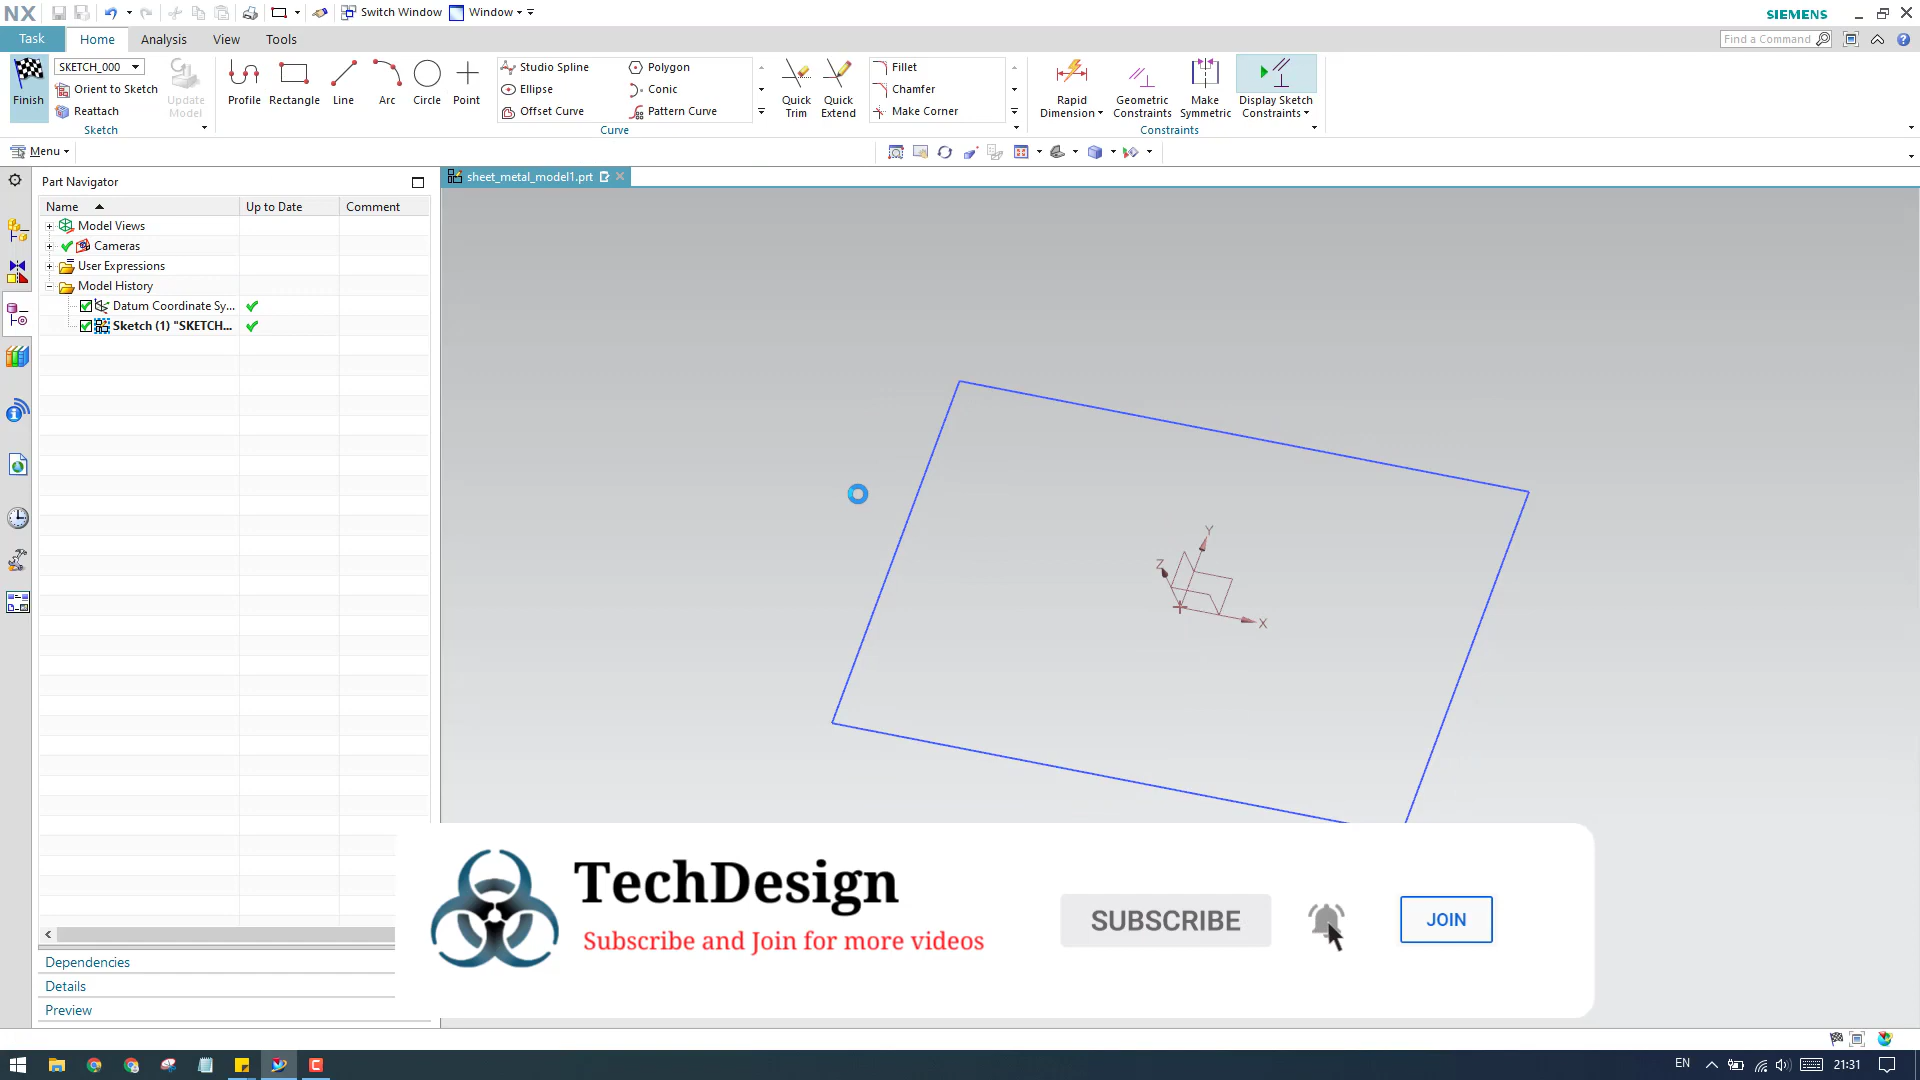 NX
Switch Window
Window
SIEMENS
Task
Home
Analysis
View
Tools
Find a Command
Finish
SKETCH_000
Orient to Sketch
Reattach
Update
Model
Sketch
Profile
Rectangle
Line
Arc
Circle
Point
Studio Spline
Ellipse
Offset Curve
Polygon
Conic
Pattern Curve
Curve
Quick
Trim
Quick
Extend
Fillet
Chamfer
Make Corner
Rapid
Dimension
Geometric
Constraints
Make
Symmetric
Display Sketch
Constraints
Constraints
Menu
Part Navigator
sheet_metal_model1.prt
Name
Up to Date
Comment
Model Views
Cameras
User Expressions
Model History
Datum Coordinate Sy...
Sketch (1) "SKETCH...
Y
Z
X
TechDesign
Subscribe and Join for more videos
SUBSCRIBE
JOIN
Dependencies
Details
Preview
EN
21:31